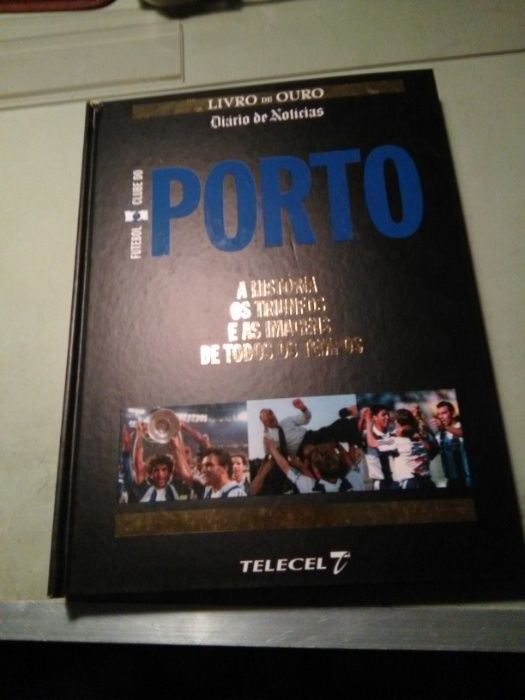 LIVRO DE OURO
Diário de Notícias
FUTEBOL CLUBE DO
PORTO
A HISTÓRIA
OS TRIUNFOS
E AS IMAGENS
DE TODOS OS TEMPOS
TELECEL